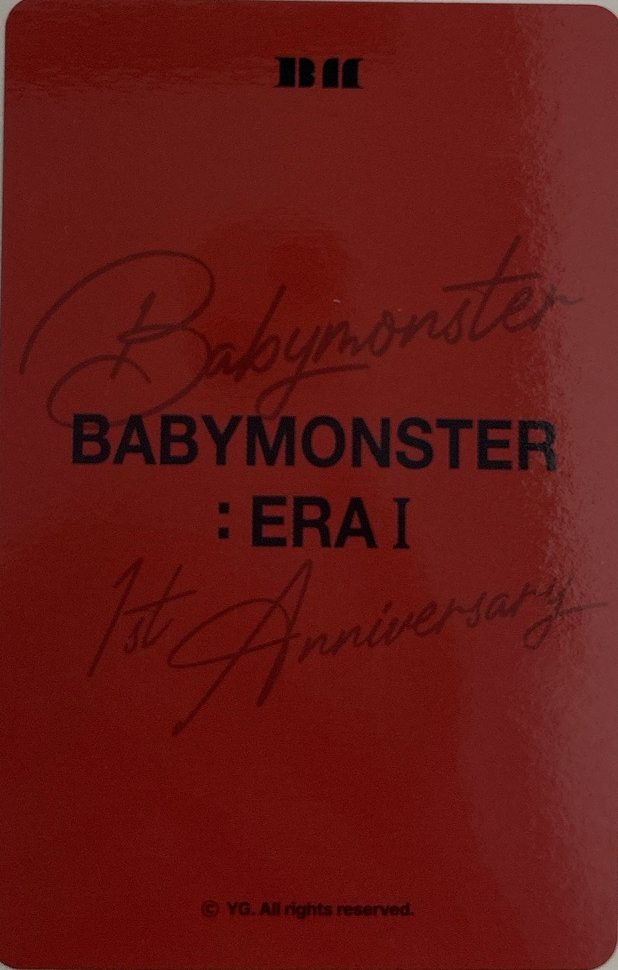 BM
Babymonster
BABYMONSTER
: ERA I
1st Anniversary
© YG. All rights reserved.